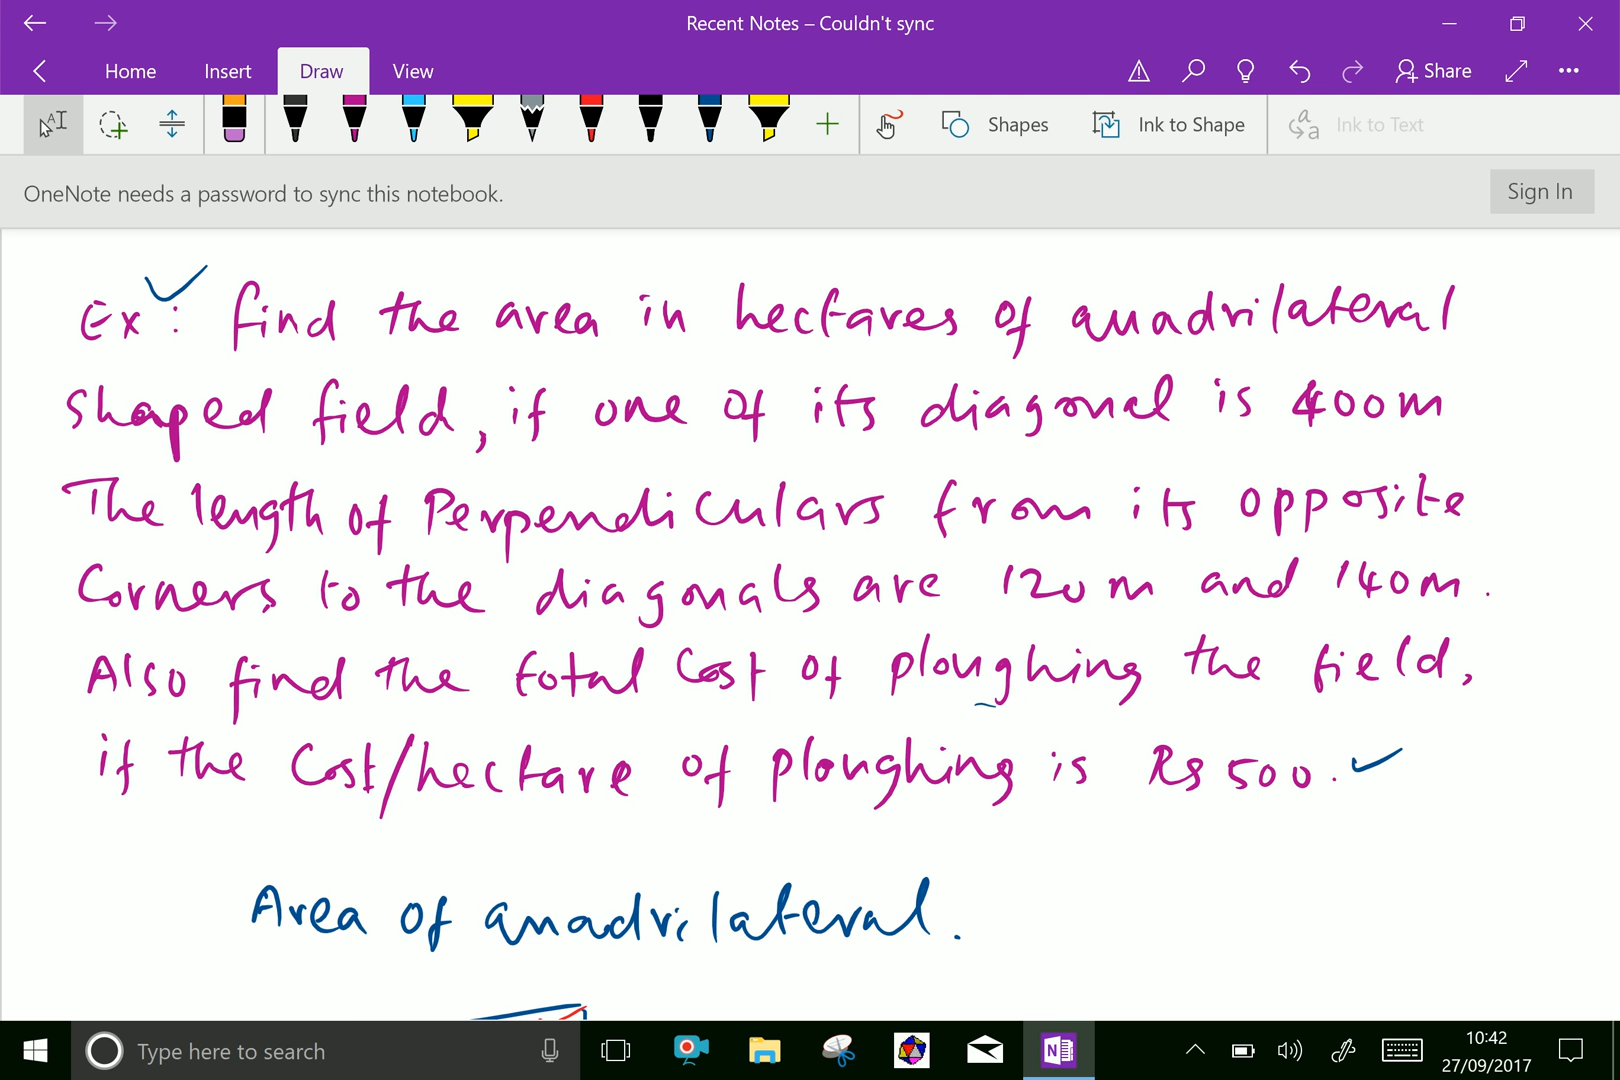 Recent Notes – Couldn't sync
Home Insert Draw View Share
Shapes Ink to Shape Ink to Text
OneNote needs a password to sync this notebook. Sign In
Ex: find the area in hectares of quadrilateral
shaped field, if one of its diagonal is 400m
The length of Perpendiculars from its opposite
Corners to the diagonals are 120m and 140m.
Also find the total Cost of ploughing the field,
if the Cost/hectare of ploughing is Rs 500.
Area of quadrilateral.
Type here to search
10:42
27/09/2017